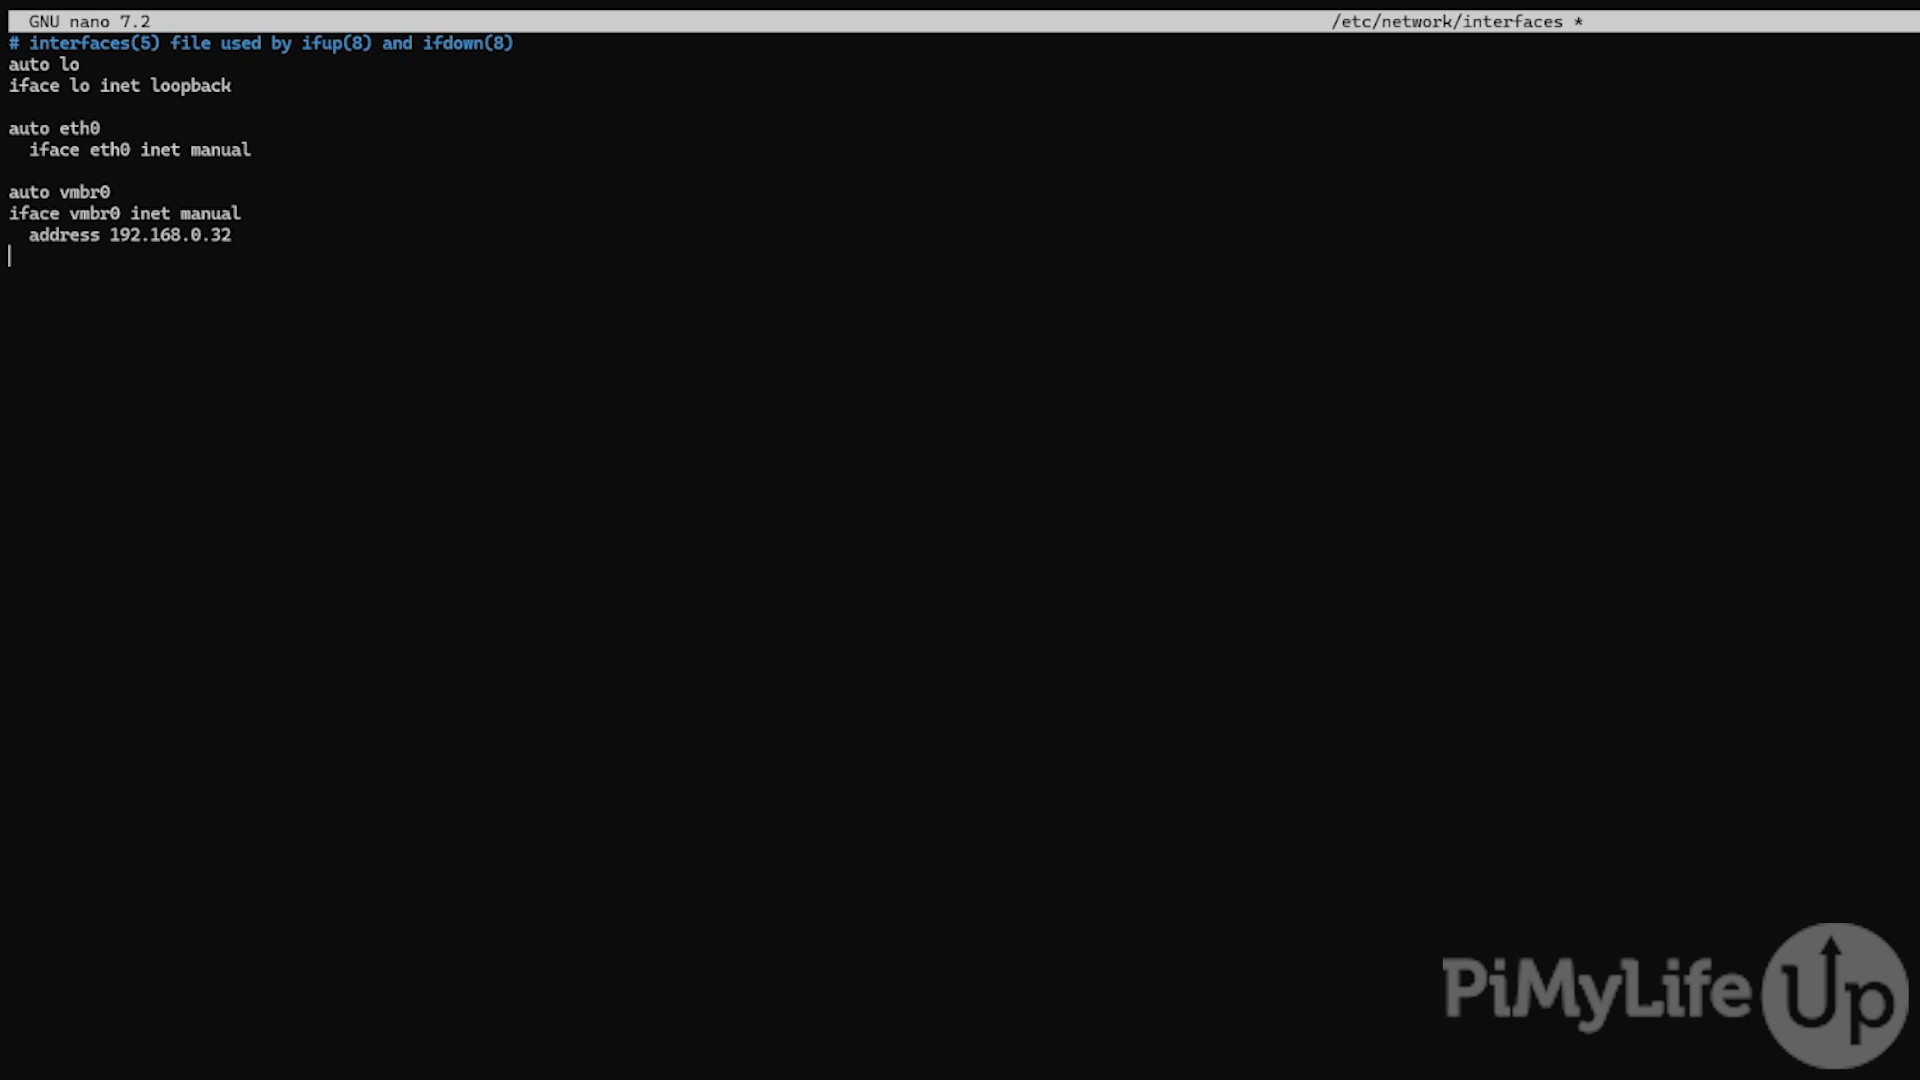 GNU nano 7.2 /etc/network/interfaces *
# interfaces(5) file used by ifup(8) and ifdown(8)
auto lo
iface lo inet loopback
auto eth0
iface eth0 inet manual
auto vmbr0
iface vmbr0 inet manual
address 192.168.0.32
PiMyLifeUp